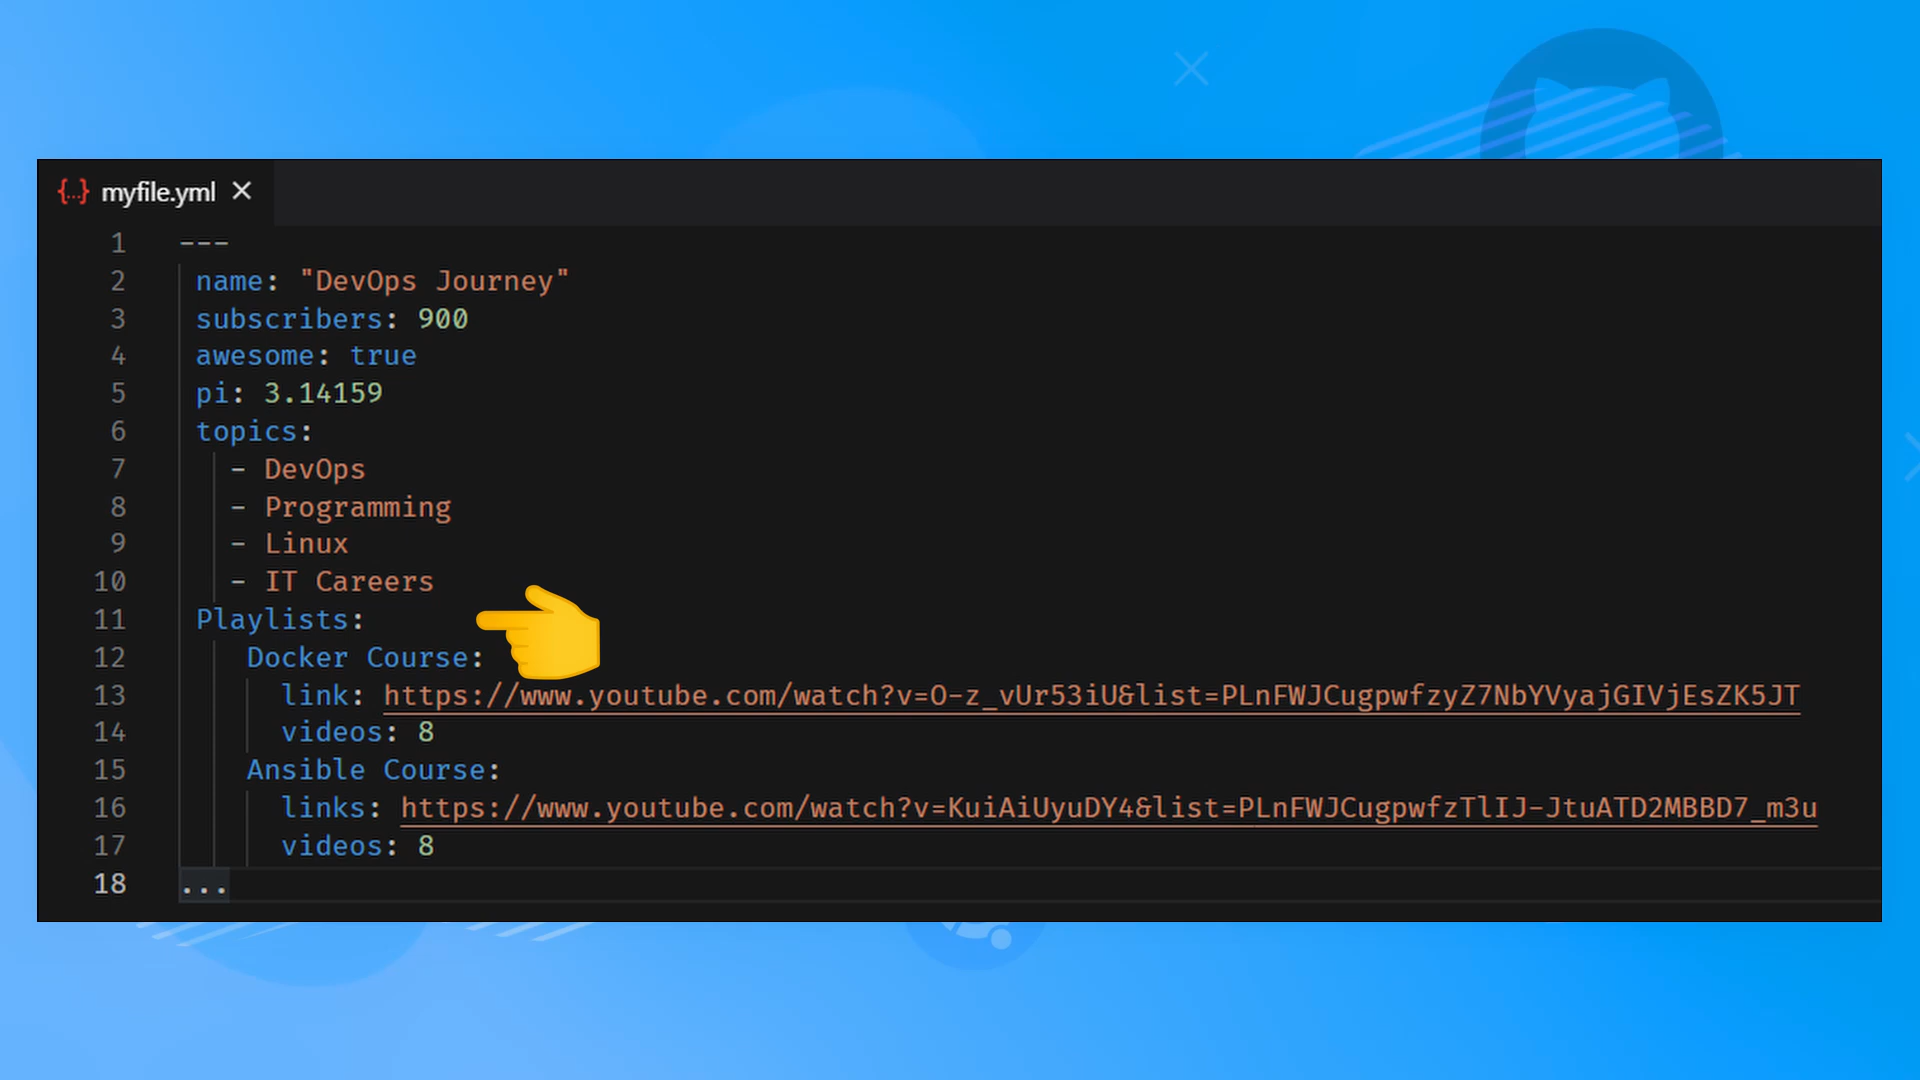 myfile.yml
1 ---
2 name: "DevOps Journey"
3 subscribers: 900
4 awesome: true
5 pi: 3.14159
6 topics:
7 - DevOps
8 - Programming
9 - Linux
10 - IT Careers
11 Playlists:
12 Docker Course:
13 link: https://www.youtube.com/watch?v=O-z_vUr53iU&list=PLnFWJCugpwfzyZ7NbYVyajGIVjEsZK5JT
14 videos: 8
15 Ansible Course:
16 links: https://www.youtube.com/watch?v=KuiAiUyuDY4&list=PLnFWJCugpwfzTlIJ-JtuATD2MBBD7_m3u
17 videos: 8
18 ...